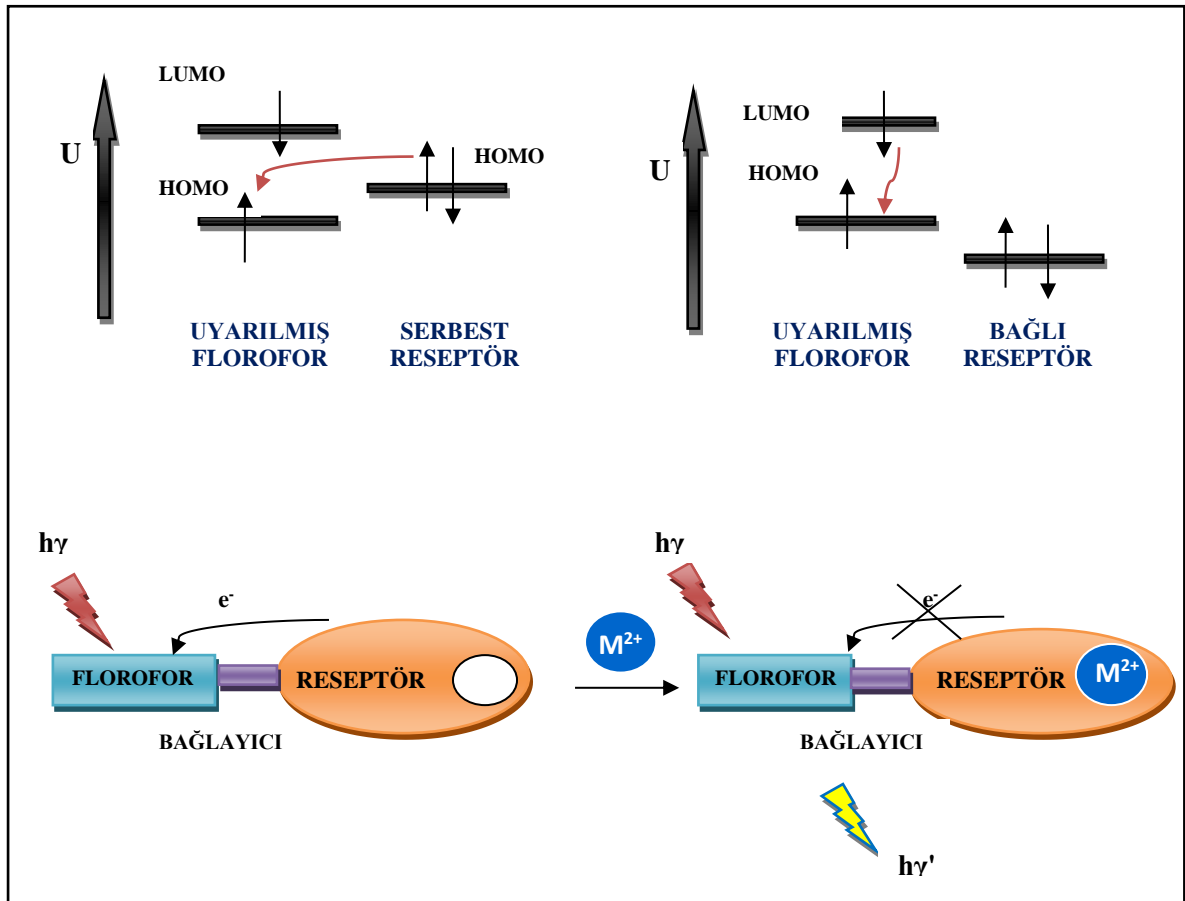 LUMO
U
HOMO
HOMO
UYARILMIŞ
FLOROFOR
SERBEST
RESEPTÖR
LUMO
U
HOMO
UYARILMIŞ
FLOROFOR
BAĞLI
RESEPTÖR
hγ
e-
FLOROFOR
RESEPTÖR
BAĞLAYICI
M2+
hγ
e-
FLOROFOR
RESEPTÖR
M2+
BAĞLAYICI
hγ'